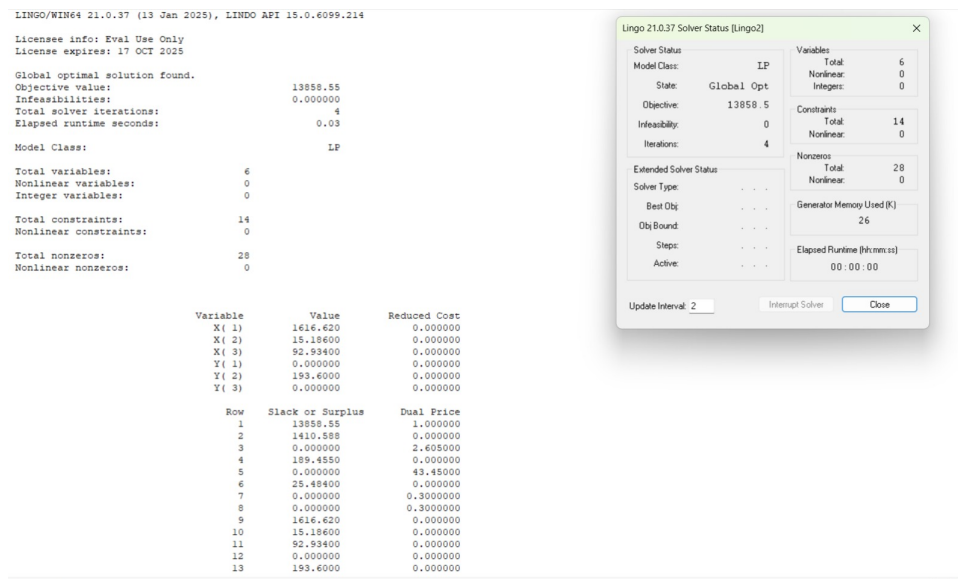 LINGO/WIN64 21.0.37 (13 Jan 2025), LINDO API 15.0.6099.214
Licensee info: Eval Use Only
License expires: 17 OCT 2025
Global optimal solution found.
Objective value: 13858.55
Infeasibilities: 0.000000
Total solver iterations: 4
Elapsed runtime seconds: 0.03
Model Class: LP
Total variables: 6
Nonlinear variables: 0
Integer variables: 0
Total constraints: 14
Nonlinear constraints: 0
Total nonzeros: 28
Nonlinear nonzeros: 0
Variable Value Reduced Cost
X( 1) 1616.620 0.000000
X( 2) 15.18600 0.000000
X( 3) 92.93400 0.000000
Y( 1) 0.000000 0.000000
Y( 2) 193.6000 0.000000
Y( 3) 0.000000 0.000000
Row Slack or Surplus Dual Price
1 13858.55 1.000000
2 1410.588 0.000000
3 0.000000 2.605000
4 189.4550 0.000000
5 0.000000 43.45000
6 25.48400 0.000000
7 0.000000 0.3000000
8 0.000000 0.3000000
9 1616.620 0.000000
10 15.18600 0.000000
11 92.93400 0.000000
12 0.000000 0.000000
13 193.6000 0.000000
Lingo 21.0.37 Solver Status [Lingo2]
Solver Status
Model Class: LP
State: Global Opt
Objective: 13858.5
Infeasibility: 0
Iterations: 4
Extended Solver Status
Solver Type: . . .
Best Obj: . . .
Obj Bound: . . .
Steps: . . .
Active: . . .
Variables
Total: 6
Nonlinear: 0
Integers: 0
Constraints
Total: 14
Nonlinear: 0
Nonzeros
Total: 28
Nonlinear: 0
Generator Memory Used (K)
26
Elapsed Runtime (hh:mm:ss)
00:00:00
Update Interval: 2
Interrupt Solver
Close